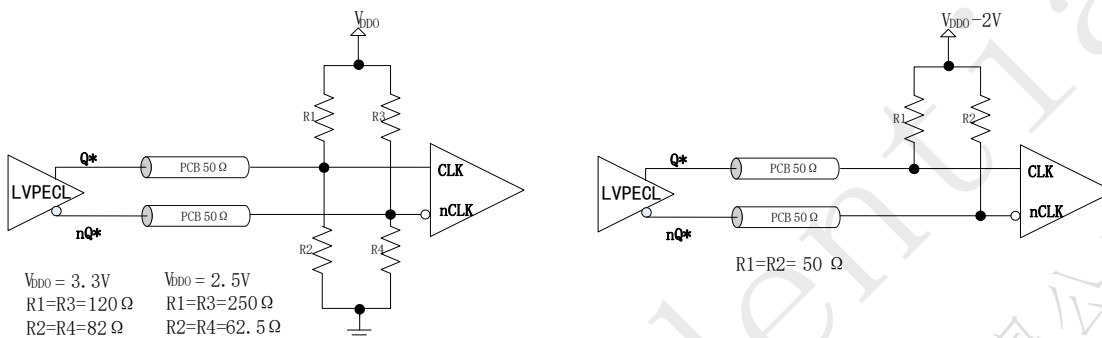 VDDO
R1
R3
Q*
PCB 50 Ω
CLK
LVPECL
PCB 50 Ω
nCLK
nQ*
R2
R4
VDDO = 3.3V
R1=R3=120 Ω
R2=R4=82 Ω
VDDO = 2.5V
R1=R3=250 Ω
R2=R4=62.5 Ω
VDDO-2V
R1
R2
Q*
PCB 50 Ω
CLK
LVPECL
PCB 50 Ω
nCLK
nQ*
R1=R2= 50 Ω
denti
公